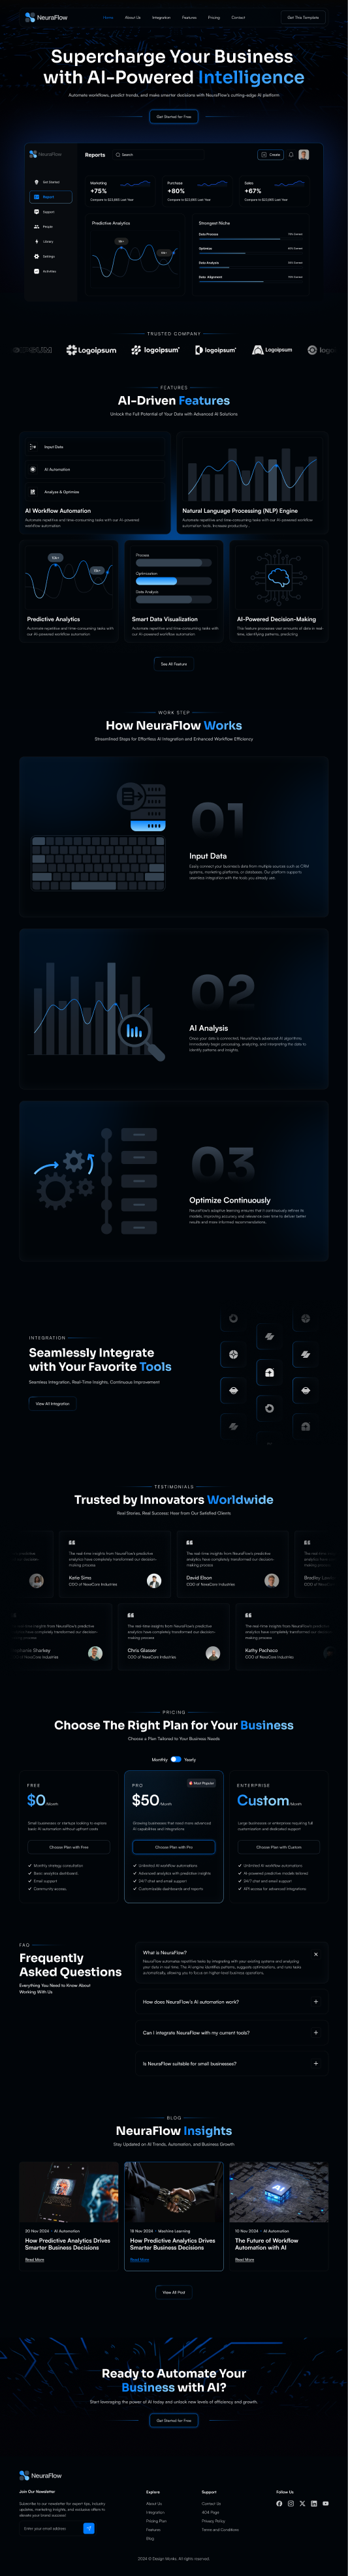 NeuraFlow
Home
About Us
Integration
Features
Pricing
Contact
Get This Template
Supercharge Your Business
with AI-Powered Intelligence
Automate workflows, predict trends, and make smarter decisions with NeuraFlow's cutting-edge AI platform
Get Started for Free
NeuraFlow
Reports
Search
Create
Get Started
Report
Support
People
Library
Settings
Activities
Marketing
+75%
Compare to $23,885 Last Year
Purchase
+80%
Compare to $23,885 Last Year
Sales
+67%
Compare to $23,885 Last Year
Predictive Analytics
Strongest Niche
Data Process
Optimize
Data Analysis
Data Alignment
TRUSTED COMPANY
Logoipsum
logoipsum
logoipsum
Logoipsum
logo
FEATURES
AI-Driven Features
Unlock the Full Potential of Your Data with Advanced AI Solutions
Input Data
AI Automation
Analyze & Optimize
AI Workflow Automation
Automate repetitive and time-consuming tasks with our AI-powered
workflow automation
Natural Language Processing (NLP) Engine
Automate repetitive and time-consuming tasks with our AI-powered workflow
automation tools. Increase productivity...
Predictive Analytics
Automate repetitive and time-consuming tasks with
our AI-powered workflow automation
Process
Optimization
Data Analyst
Smart Data Visualization
Automate repetitive and time-consuming tasks with
our AI-powered workflow automation
AI-Powered Decision-Making
This feature processes vast amounts of data in real-
time, identifying patterns, predicting
See All Feature
WORK STEP
How NeuraFlow Works
Streamlined Steps for Effortless AI Integration and Enhanced Workflow Efficiency
01
Input Data
Easily connect your business's data from multiple sources such as CRM
systems, marketing platforms, or databases. Our platform supports
seamless integration with the tools you already use.
02
AI Analysis
Once your data is connected, NeuraFlow's advanced AI algorithms
immediately begin processing, analyzing, and interpreting the data to
identify patterns and insights
03
Optimize Continuously
NeuraFlow's adaptive learning ensures that it continuously refines its
models, improving accuracy and relevance over time to deliver better
results and more informed recommendations.
INTEGRATION
Seamlessly Integrate
with Your Favorite Tools
Seamless Integration, Real-Time Insights, Continuous Improvement
View All Integration
TESTIMONIALS
Trusted by Innovators Worldwide
Real Stories, Real Success: Hear from Our Satisfied Clients
The real-time insights from NeuraFlow's predictive
analytics have completely transformed our decision-
making process
Katie Sims
COO of NexaCore Industries
The real-time insights from NeuraFlow's predictive
analytics have completely transformed our decision-
making process
David Elson
COO of NexaCore Industries
Stephanie Sharkey
COO of NexaCore Industries
The real-time insights from NeuraFlow's predictive
analytics have completely transformed our decision-
making process
Chris Glasser
COO of NexaCore Industries
The real-time insights from NeuraFlow's predictive
analytics have completely transformed our decision-
making process
Kathy Pacheco
COO of NexaCore Industries
PRICING
Choose The Right Plan for Your Business
Choose a Plan Tailored to Your Business Needs
Monthly
Yearly
FREE
$0/Month
Small businesses or startups looking to explore
basic AI automation without upfront costs
Choose Plan with Free
Monthly strategy consultation
Basic analytics dashboard
Email support
Community access
PRO
Most Popular
$50/Month
Growing businesses that need more advanced
AI capabilities and integrations
Choose Plan with Pro
Unlimited AI workflow automations
Advanced analytics with predictive insights
24/7 chat and email support
Customizable dashboards and reports
ENTERPRISE
Custom/Month
Large businesses or enterprises requiring full
customization and dedicated support
Choose Plan with Custom
Unlimited AI workflow automations
AI-powered predictive models tailored
24/7 chat and email support
API access for advanced integrations
FAQ
Frequently
Asked Questions
Everything You Need to Know About
Working With Us
What is NeuraFlow?
NeuraFlow automates repetitive tasks by integrating with your existing systems and analyzing
your data in real-time. The AI engine identifies patterns, suggests optimizations, and runs tasks
automatically, allowing you to focus on higher-level business operations.
How does NeuraFlow's AI automation work?
Can I integrate NeuraFlow with my current tools?
Is NeuraFlow suitable for small businesses?
BLOG
NeuraFlow Insights
Stay Updated on AI Trends, Automation, and Business Growth
20 Nov 2024 · AI Automation
How Predictive Analytics Drives
Smarter Business Decisions
Read More
18 Nov 2024 · Machine Learning
How Predictive Analytics Drives
Smarter Business Decisions
Read More
10 Nov 2024 · AI Automation
The Future of Workflow
Automation with AI
Read More
View All Post
Ready to Automate Your
Business with AI?
Start leveraging the power of AI today and unlock new levels of efficiency and growth.
Get Started for Free
NeuraFlow
Join Our Newsletter
Subscribe to our newsletter for expert tips, industry
updates, marketing insights, and exclusive offers to
elevate your brand success!
Enter your email address
Explore
About Us
Integration
Pricing Plan
Features
Blog
Support
Contact Us
404 Page
Privacy Policy
Terms and Conditions
Follow Us
2024 © Design Monks. All rights reserved.